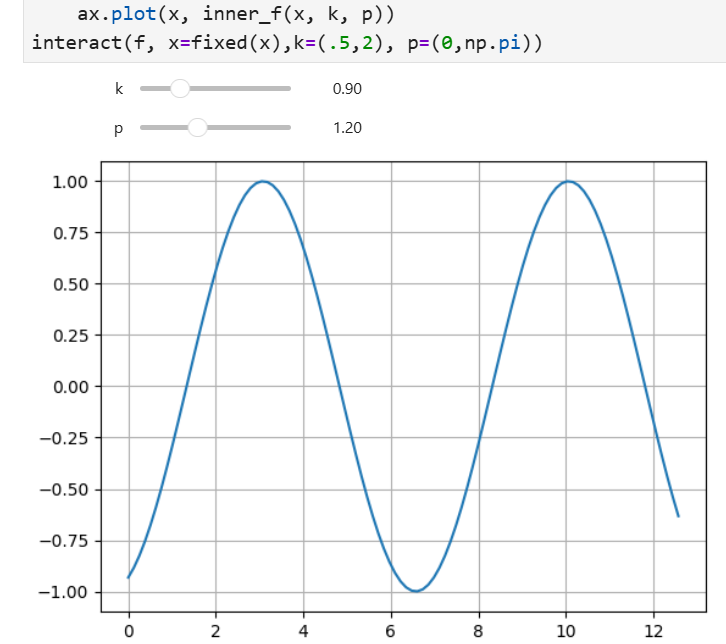 ax.plot(x, inner_f(x, k, p))
interact(f, x=fixed(x),k=(.5,2), p=(0,np.pi))
k 0.90
p 1.20
1.00
0.75
0.50
0.25
0.00
−0.25
−0.50
−0.75
−1.00
0 2 4 6 8 10 12